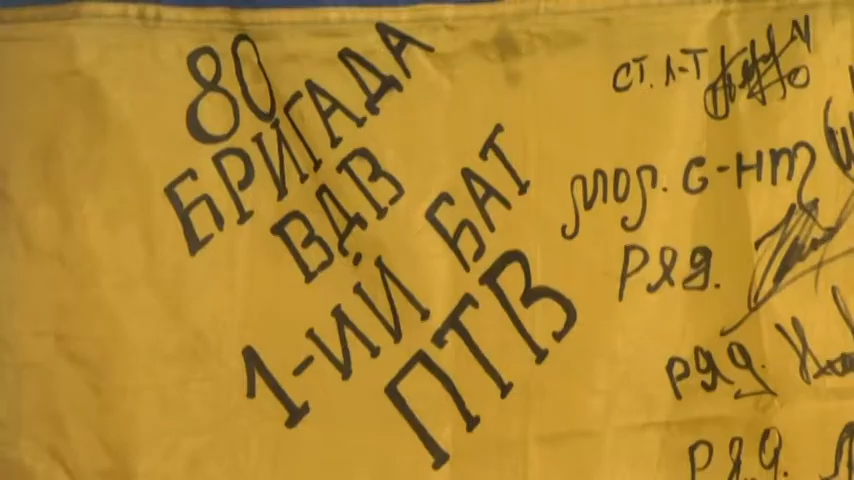 80
БРИГАДА
ВДВ
1-ИЙ БАТ
ПТВ
СТ. Л-Т
мол. С-НТ
РЯД.
РЯД.
РЯД.